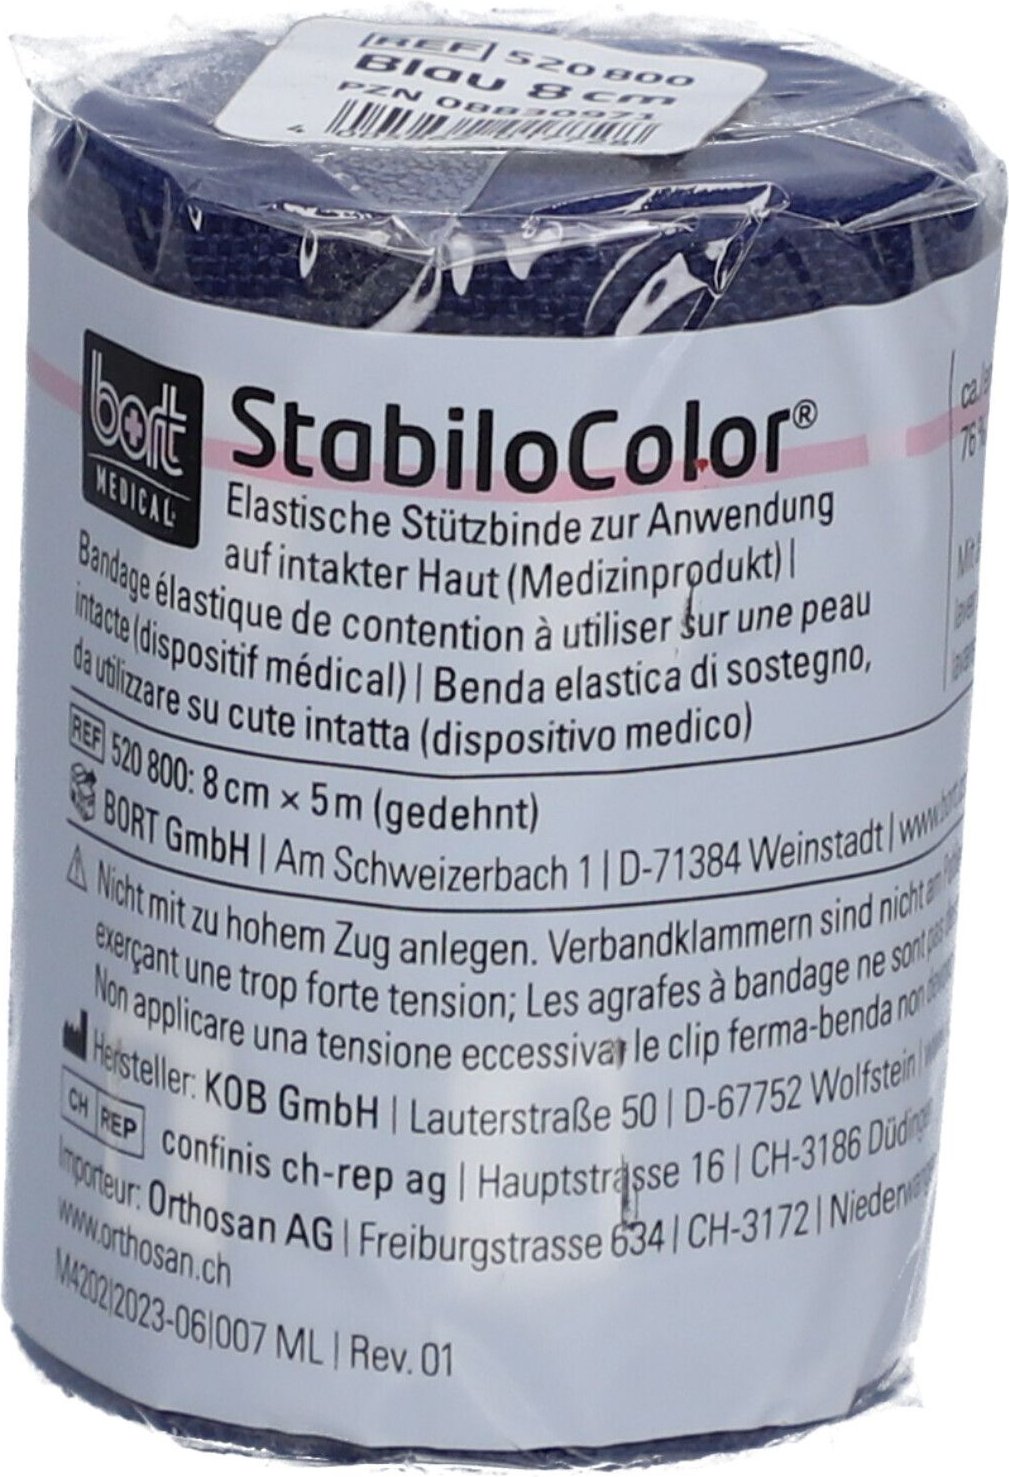 REF 520 800
Blau 8 cm
PZN 08830971
bort
MEDICAL
StabiloColor®
Elastische Stützbinde zur Anwendung
auf intakter Haut (Medizinprodukt) |
Bandage élastique de contention à utiliser sur une peau
intacte (dispositif médical) | Benda elastica di sostegno,
da utilizzare su cute intatta (dispositivo medico)
REF 520 800: 8 cm × 5 m (gedehnt)
BORT GmbH | Am Schweizerbach 1 | D-71384 Weinstadt |
Nicht mit zu hohem Zug anlegen. Verbandklammern sind nicht am
exerçant une trop forte tension; Les agrafes à bandage ne sont pas
Non applicare una tensione eccessiva; le clip ferma-benda non
Hersteller: KOB GmbH | Lauterstraße 50 | D-67752 Wolfstein |
CH REP confinis ch-rep ag | Hauptstrasse 16 | CH-3186 Düdingen
Importeur: Orthosan AG | Freiburgstrasse 634 | CH-3172 |
www.orthosan.ch
M4202|2023-06|007 ML | Rev. 01
76